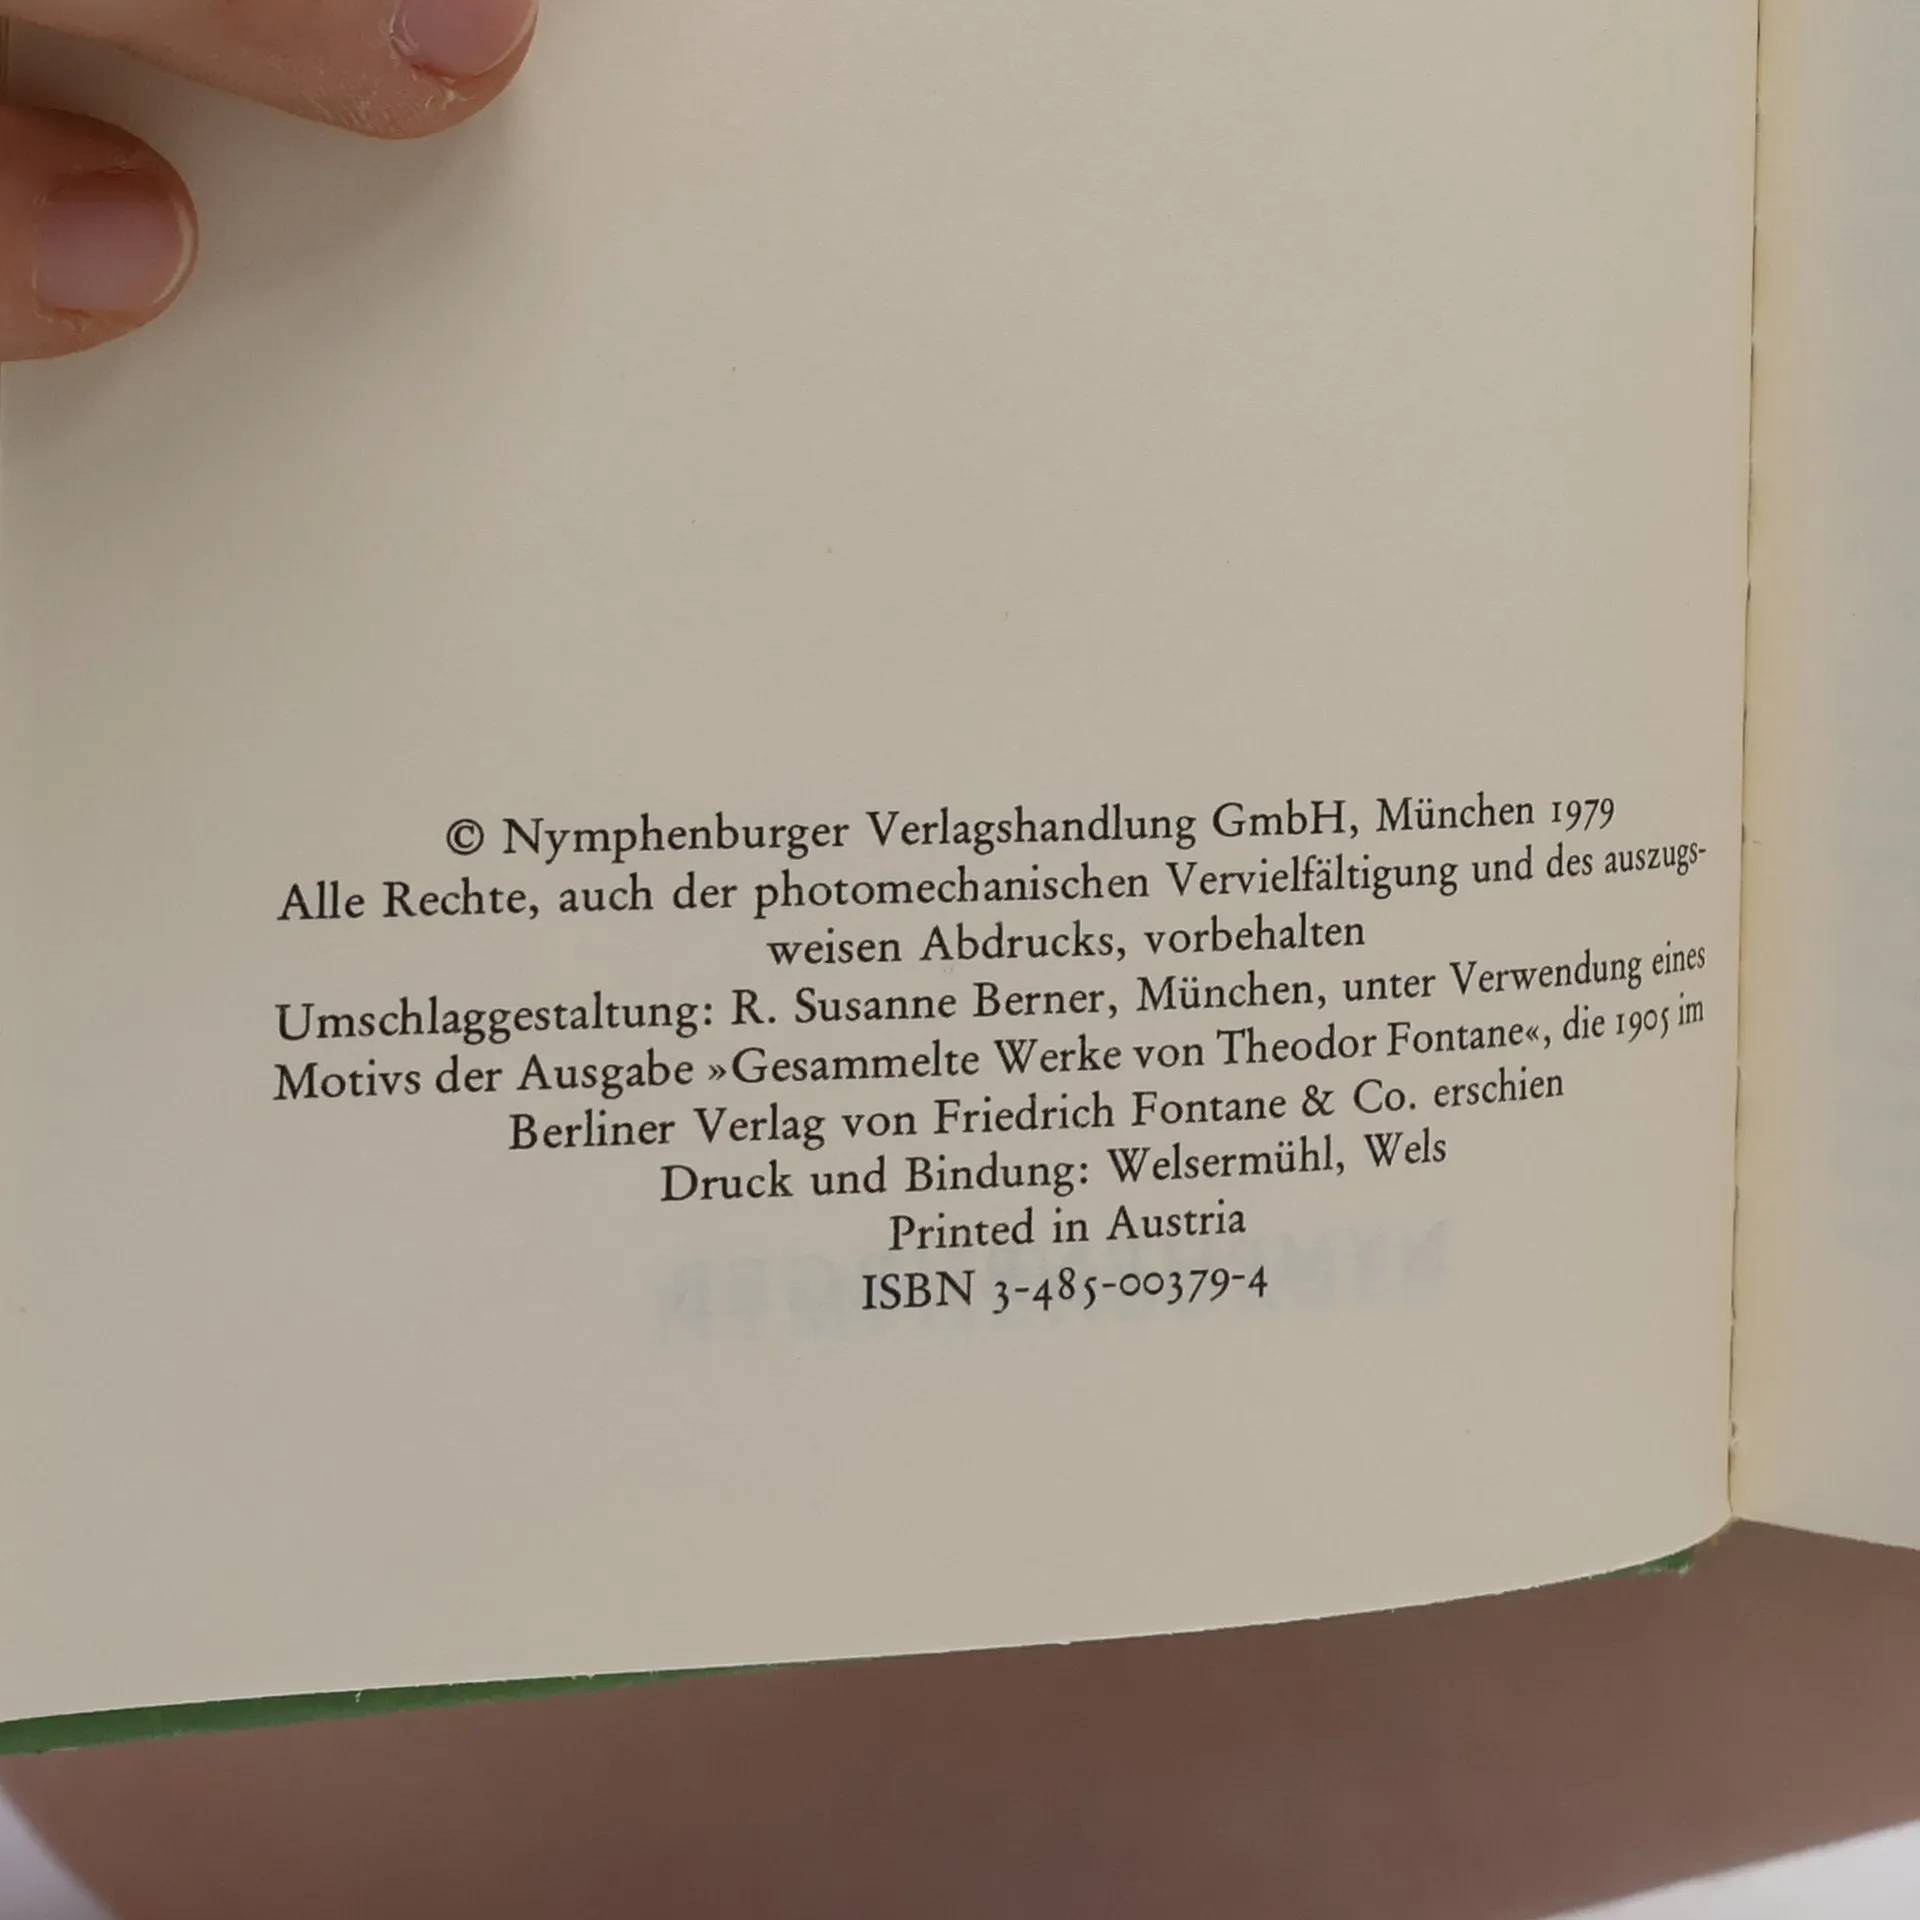 © Nymphenburger Verlagshandlung GmbH, München 1979
Alle Rechte, auch der photomechanischen Vervielfältigung und des auszugs-
weisen Abdrucks, vorbehalten
Umschlaggestaltung: R. Susanne Berner, München, unter Verwendung eines
Motivs der Ausgabe »Gesammelte Werke von Theodor Fontane«, die 1905 im
Berliner Verlag von Friedrich Fontane & Co. erschien
Druck und Bindung: Welsermühl, Wels
Printed in Austria
ISBN 3-485-00379-4